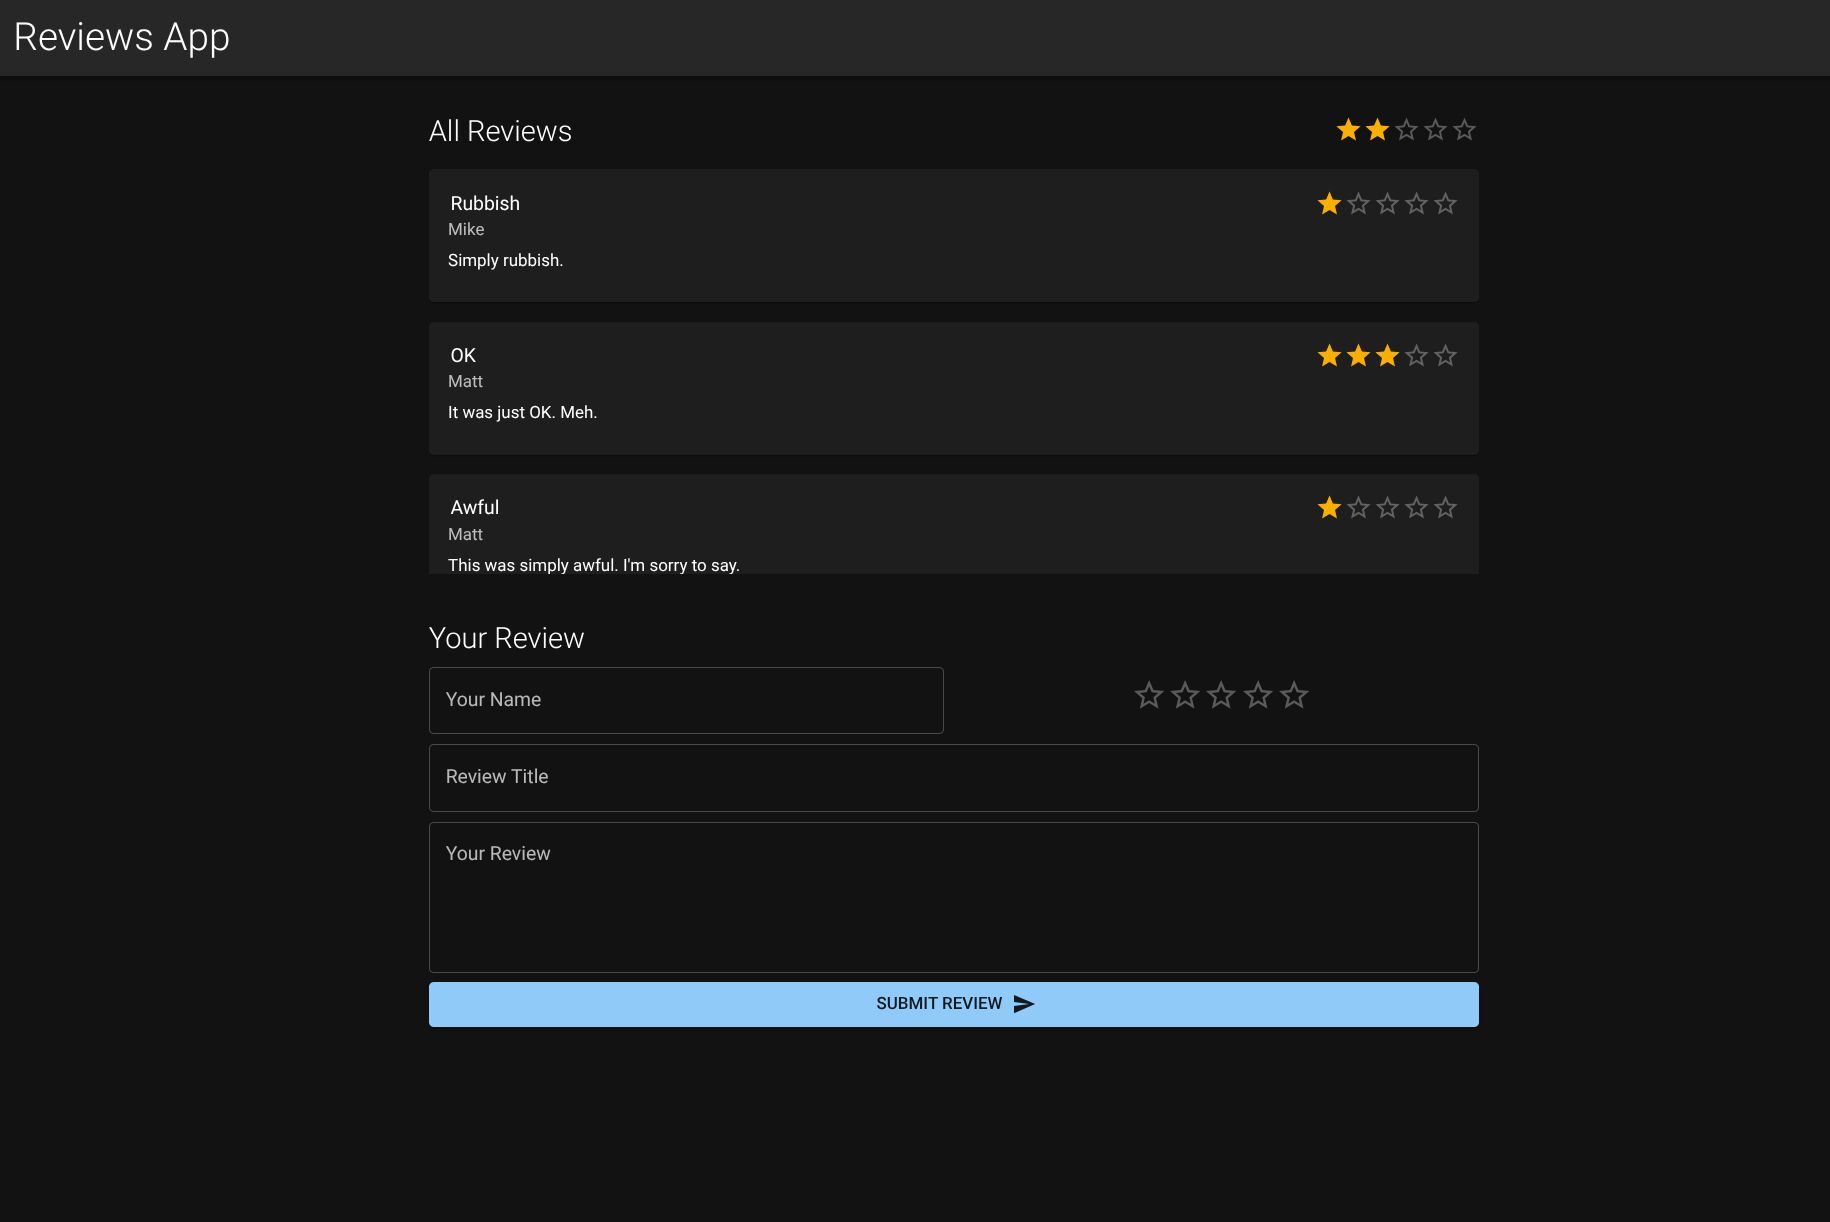 Reviews App
All Reviews
Rubbish
Mike
Simply rubbish.
OK
Matt
It was just OK. Meh.
Awful
Matt
This was simply awful. I'm sorry to say.
Your Review
Your Name
Review Title
Your Review
SUBMIT REVIEW